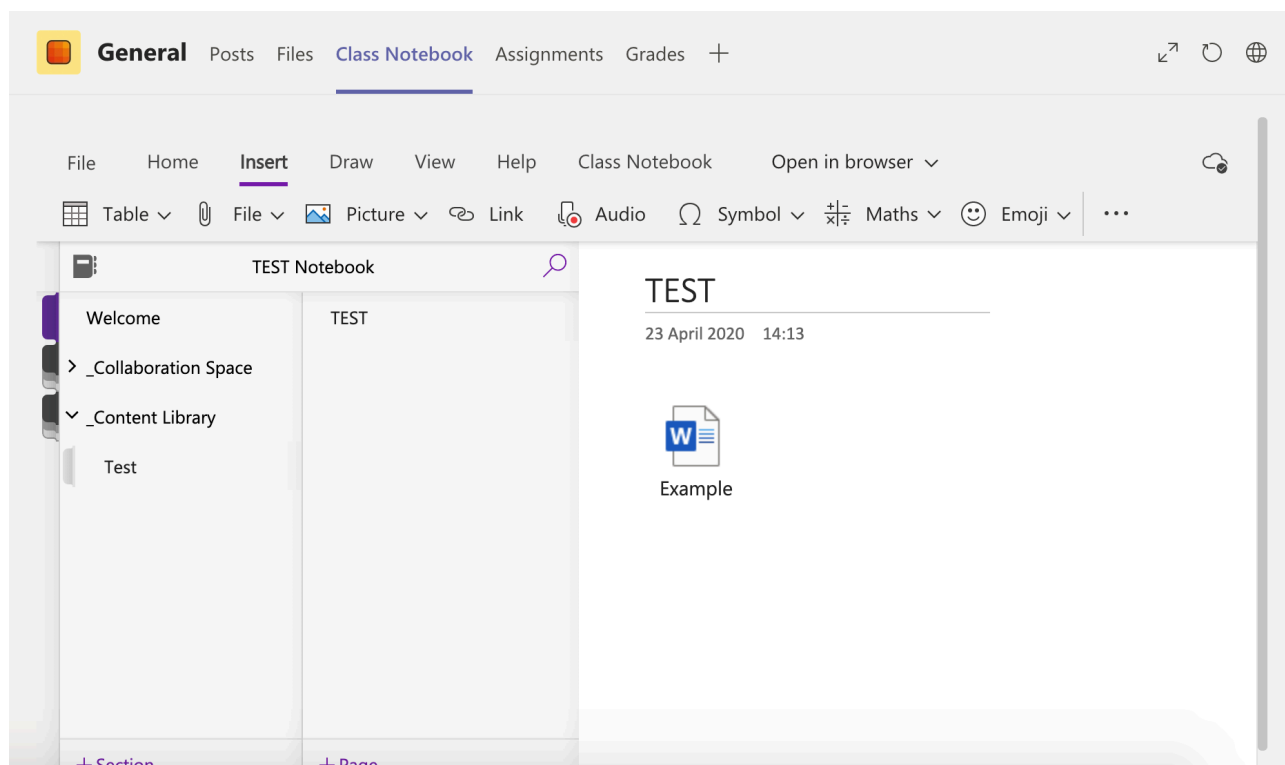 General Posts Files Class Notebook Assignments Grades
File Home Insert Draw View Help Class Notebook Open in browser
Table File Picture Link Audio Symbol Maths Emoji
TEST Notebook
Welcome
_Collaboration Space
_Content Library
Test
+ Section
TEST
+ Page
TEST
23 April 2020 14:13
W
Example